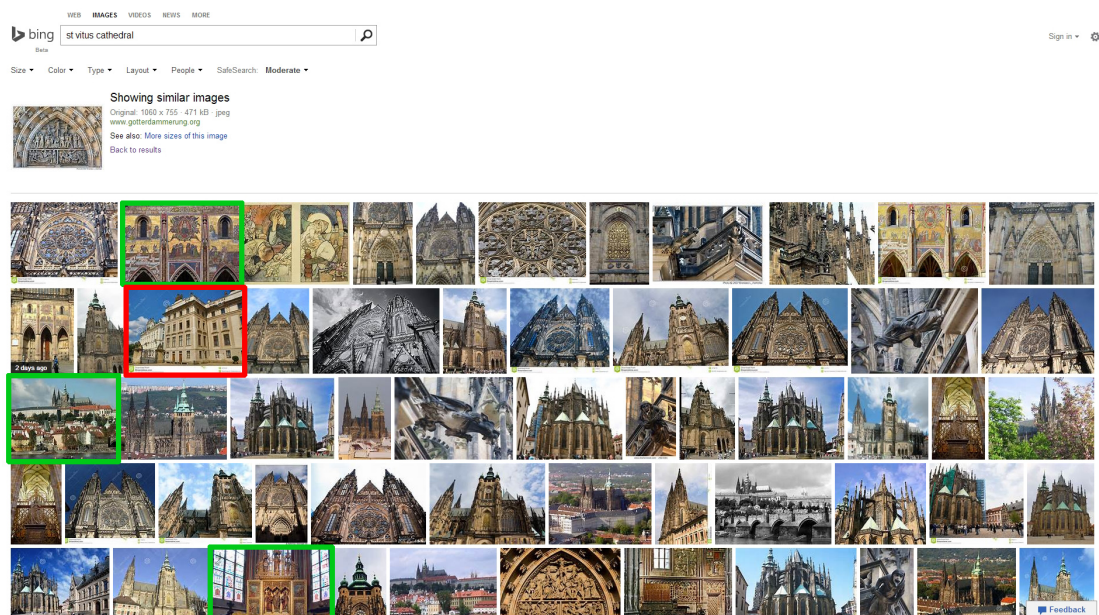 WEB IMAGES VIDEOS NEWS MORE
bing
Beta
st vitus cathedral
Sign in
Size Color Type Layout People SafeSearch: Moderate
Showing similar images
Original: 1060 x 755 · 471 kB · jpeg
www.gotterdammerung.org
See also: More sizes of this image
Back to results
2 days ago
Feedback